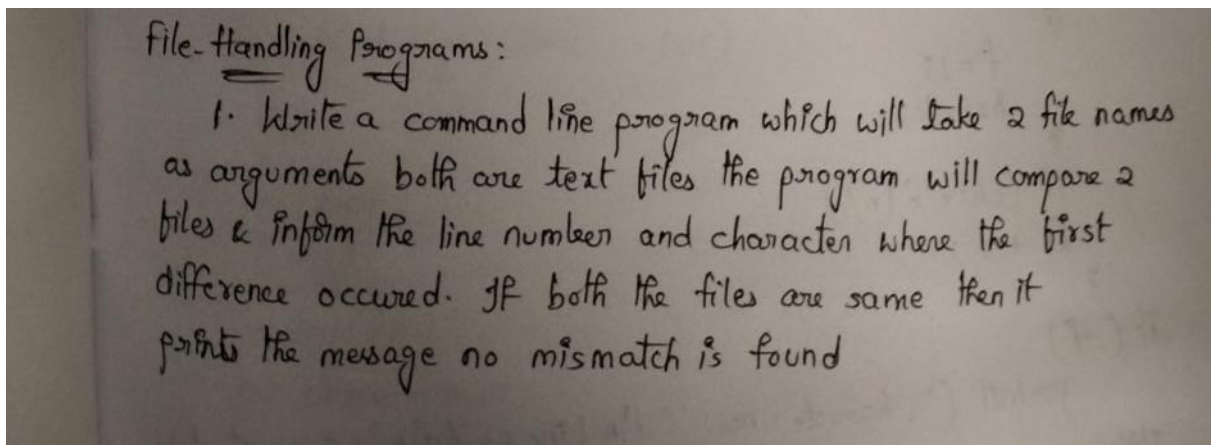 File-Handling Programs:
1. Write a command line program which will take 2 file names
as arguments both are text files the program will compare 2
files & inform the line number and character where the first
difference occured. If both the files are same then it
prints the message no mismatch is found